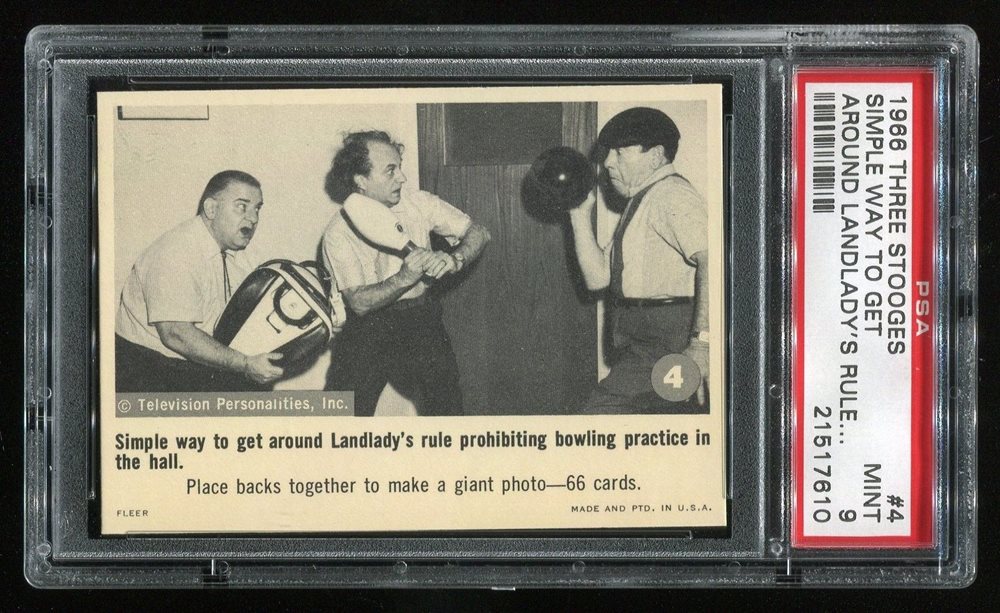 4
© Television Personalities, Inc.
Simple way to get around Landlady's rule prohibiting bowling practice in
the hall.
Place backs together to make a giant photo—66 cards.
FLEER
MADE AND PTD. IN U.S.A.
PSA
1966 THREE STOOGES #4
SIMPLE WAY TO GET MINT
AROUND LANDLADY'S RULE... 9
21517610